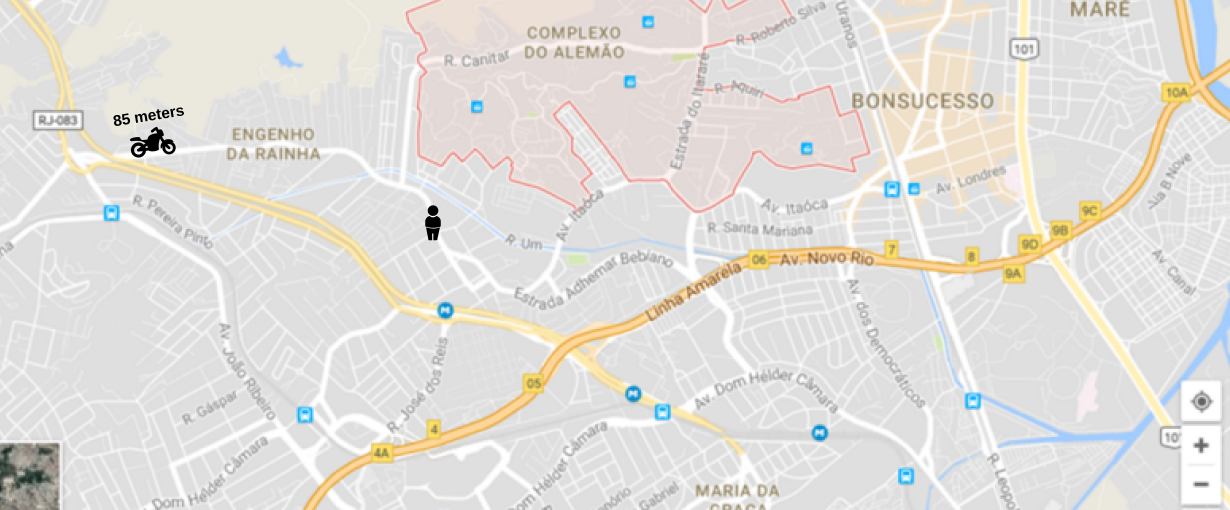 MARÉ
R. Roberto Silva
Uranos
COMPLEXO
DO ALEMÃO
R. Canitar
101
Estrada do Itararé
R. Aquiri
10A
BONSUCESSO
RJ-083
85 meters
ENGENHO
DA RAINHA
Av. Londres
Via B Nove
R. Pereira Pinto
Av. Itaóca
Av. Itaóca
9C
R. Santa Mariana
9B
R. Um
9D
7
8
06
Av. Novo Rio
9A
Av. Canal
Estrada Adhemar Bebiano
Linha Amarela
M
Av. dos Democráticos
Av. João Ribeiro
R. José dos Reis
05
Av. Dom Hélder Câmara
M
R. Gáspar
4
M
4A
Dom Hélder Câmara
Dom Hélder Câmara
10
R. Leopol
Gabriel
MARIA DA
GRAÇA
+
−